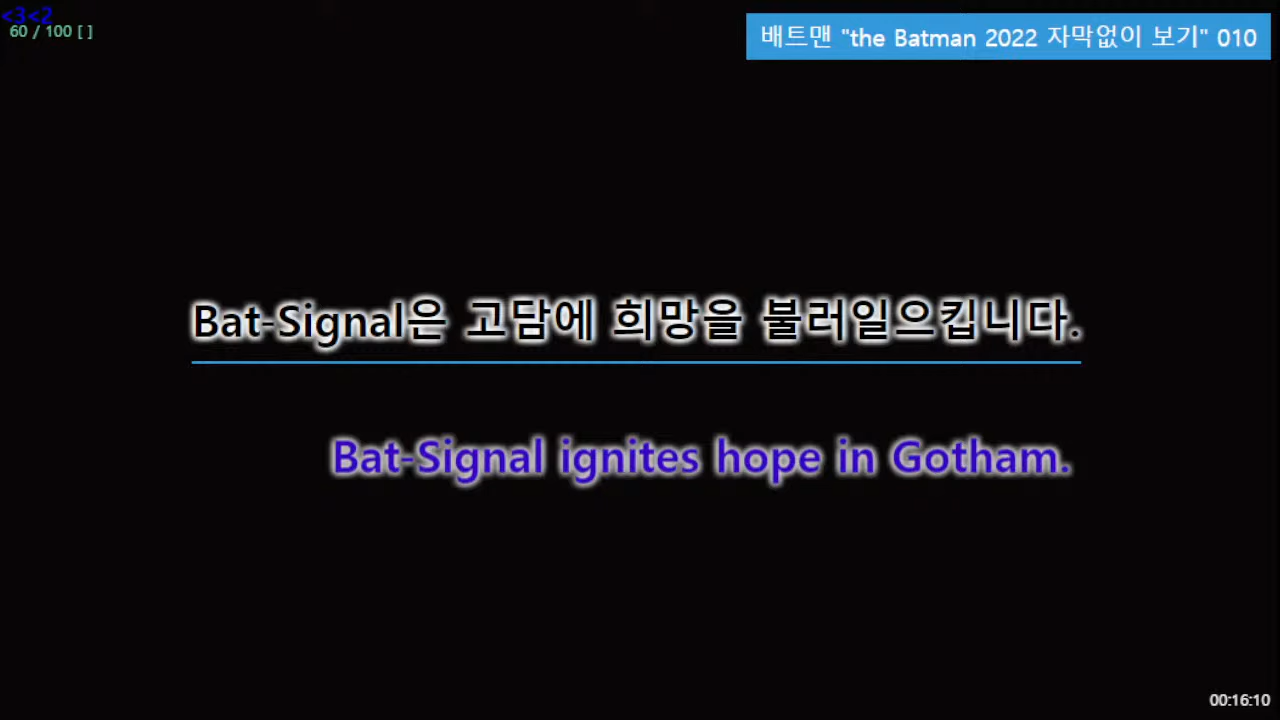 <3<2
60 / 100 [ ]
배트맨 "the Batman 2022 자막없이 보기" 010
Bat-Signal은 고담에 희망을 불러일으킵니다.
Bat-Signal ignites hope in Gotham.
00:16:10